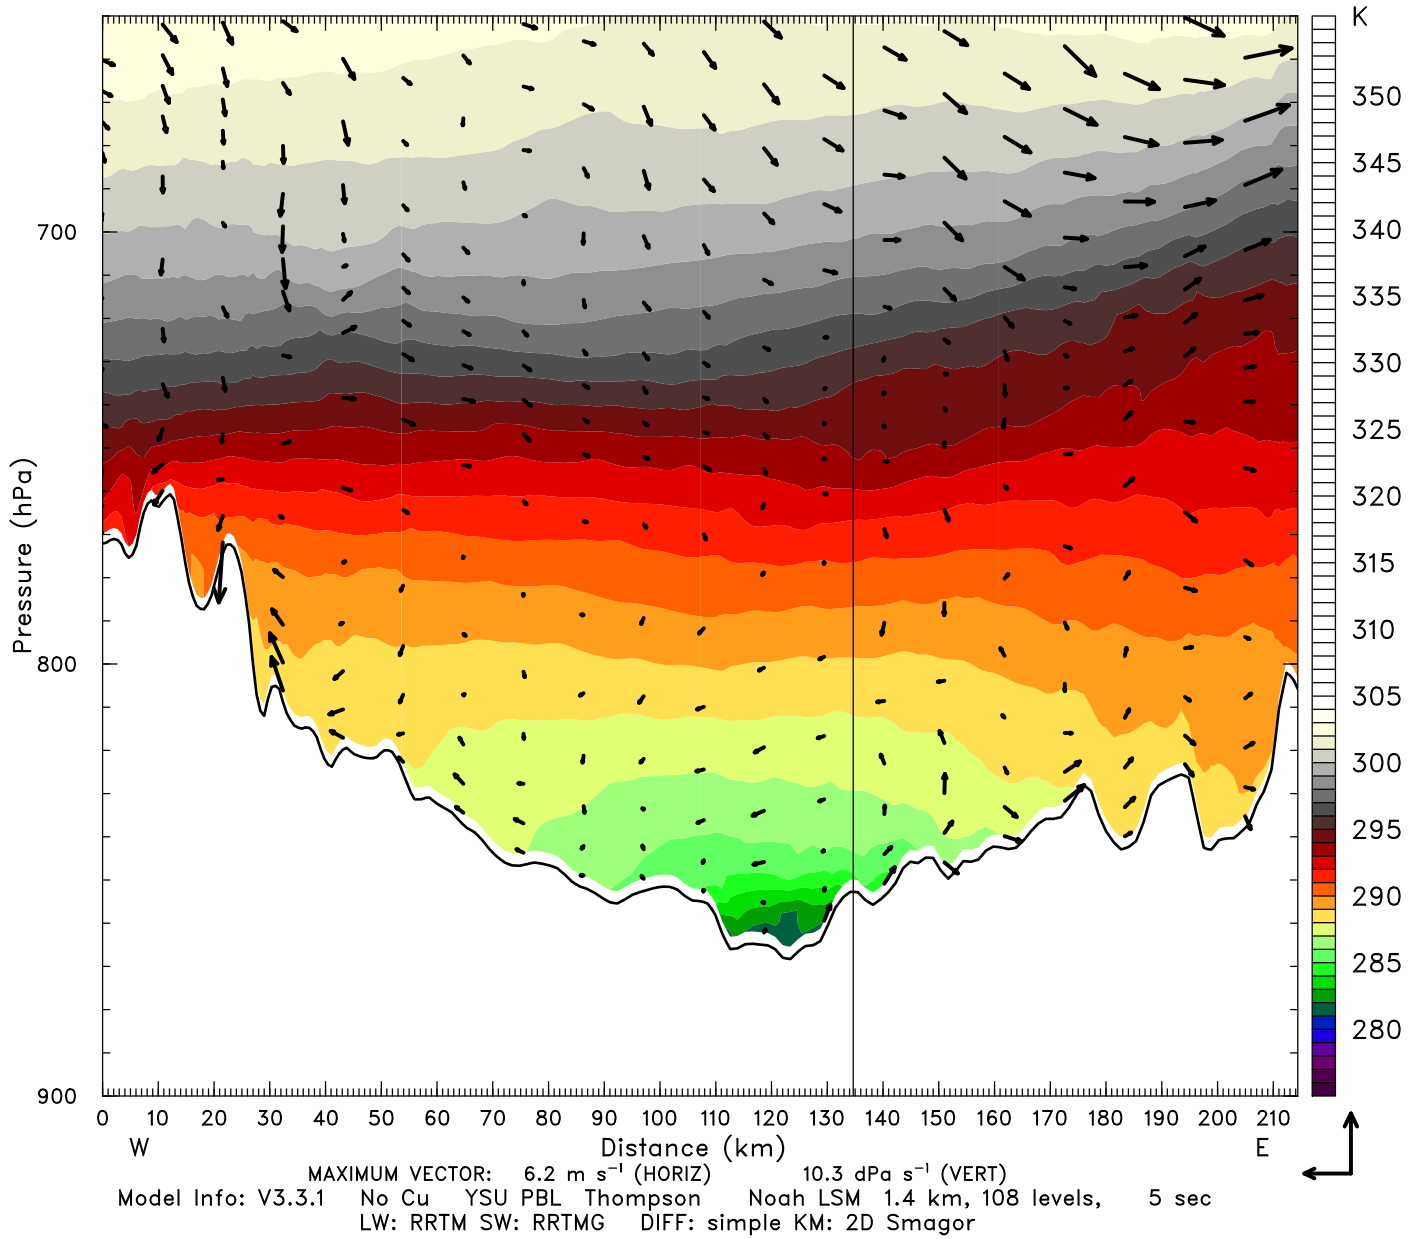 K
350
345
340
335
330
325
320
315
310
305
300
295
290
285
280
Pressure (hPa)
700
800
900
0 10 20 30 40 50 60 70 80 90 100 110 120 130 140 150 160 170 180 190 200 210
W Distance (km) E
MAXIMUM VECTOR: 6.2 m s⁻¹ (HORIZ) 10.3 dPa s⁻¹ (VERT)
Model Info: V3.3.1 No Cu YSU PBL Thompson Noah LSM 1.4 km, 108 levels, 5 sec
LW: RRTM SW: RRTMG DIFF: simple KM: 2D Smagor